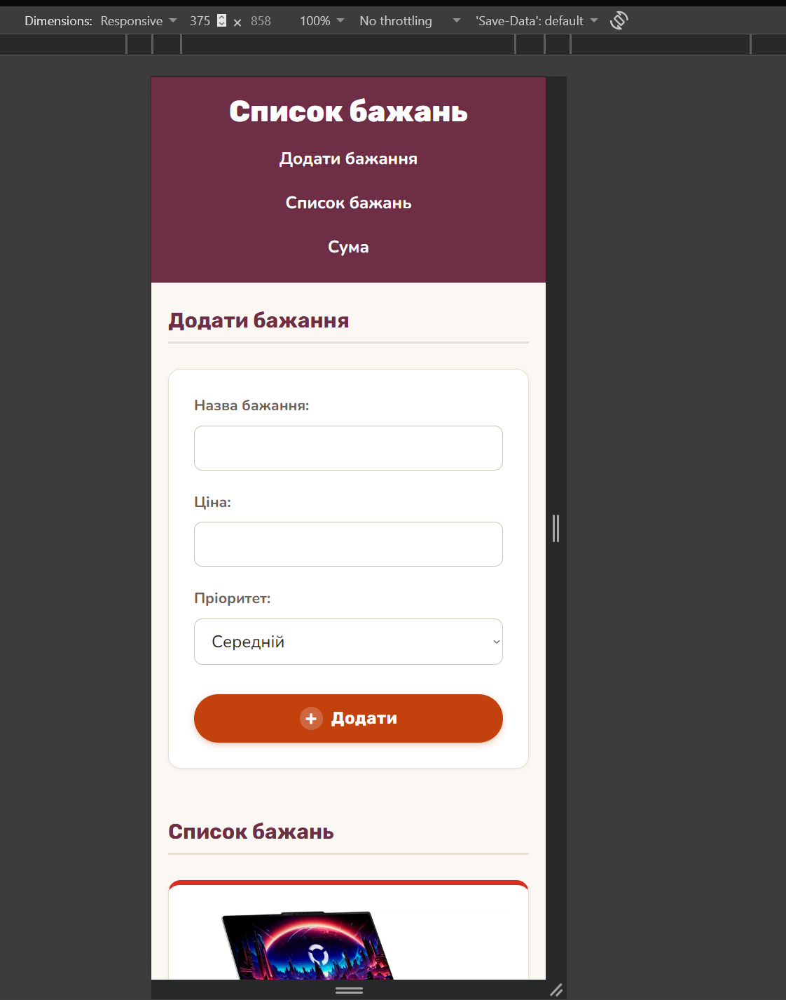 Dimensions: Responsive 375 × 858 100% No throttling 'Save-Data': default
Список бажань
Додати бажання
Список бажань
Сума
Додати бажання
Назва бажання:
Ціна:
Пріоритет:
Середній
+ Додати
Список бажань